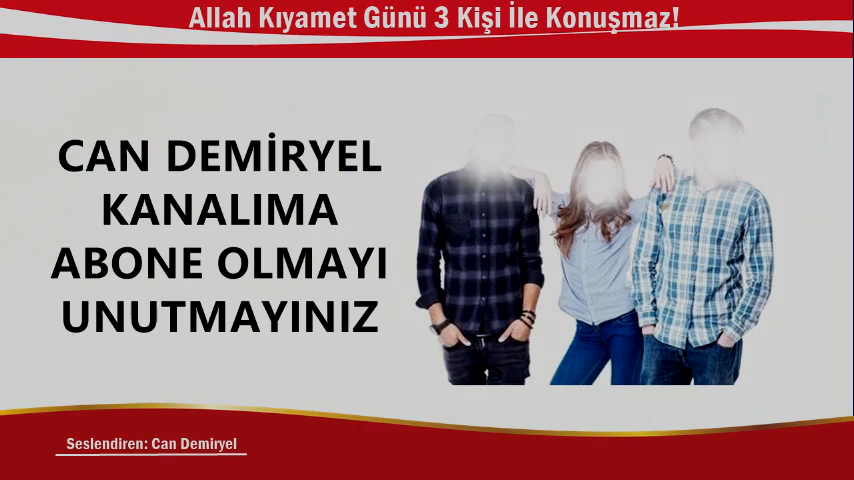 Allah Kıyamet Günü 3 Kişi İle Konuşmaz!
CAN DEMİRYEL
KANALIMA
ABONE OLMAYI
UNUTMAYINIZ
Seslendiren: Can Demiryel